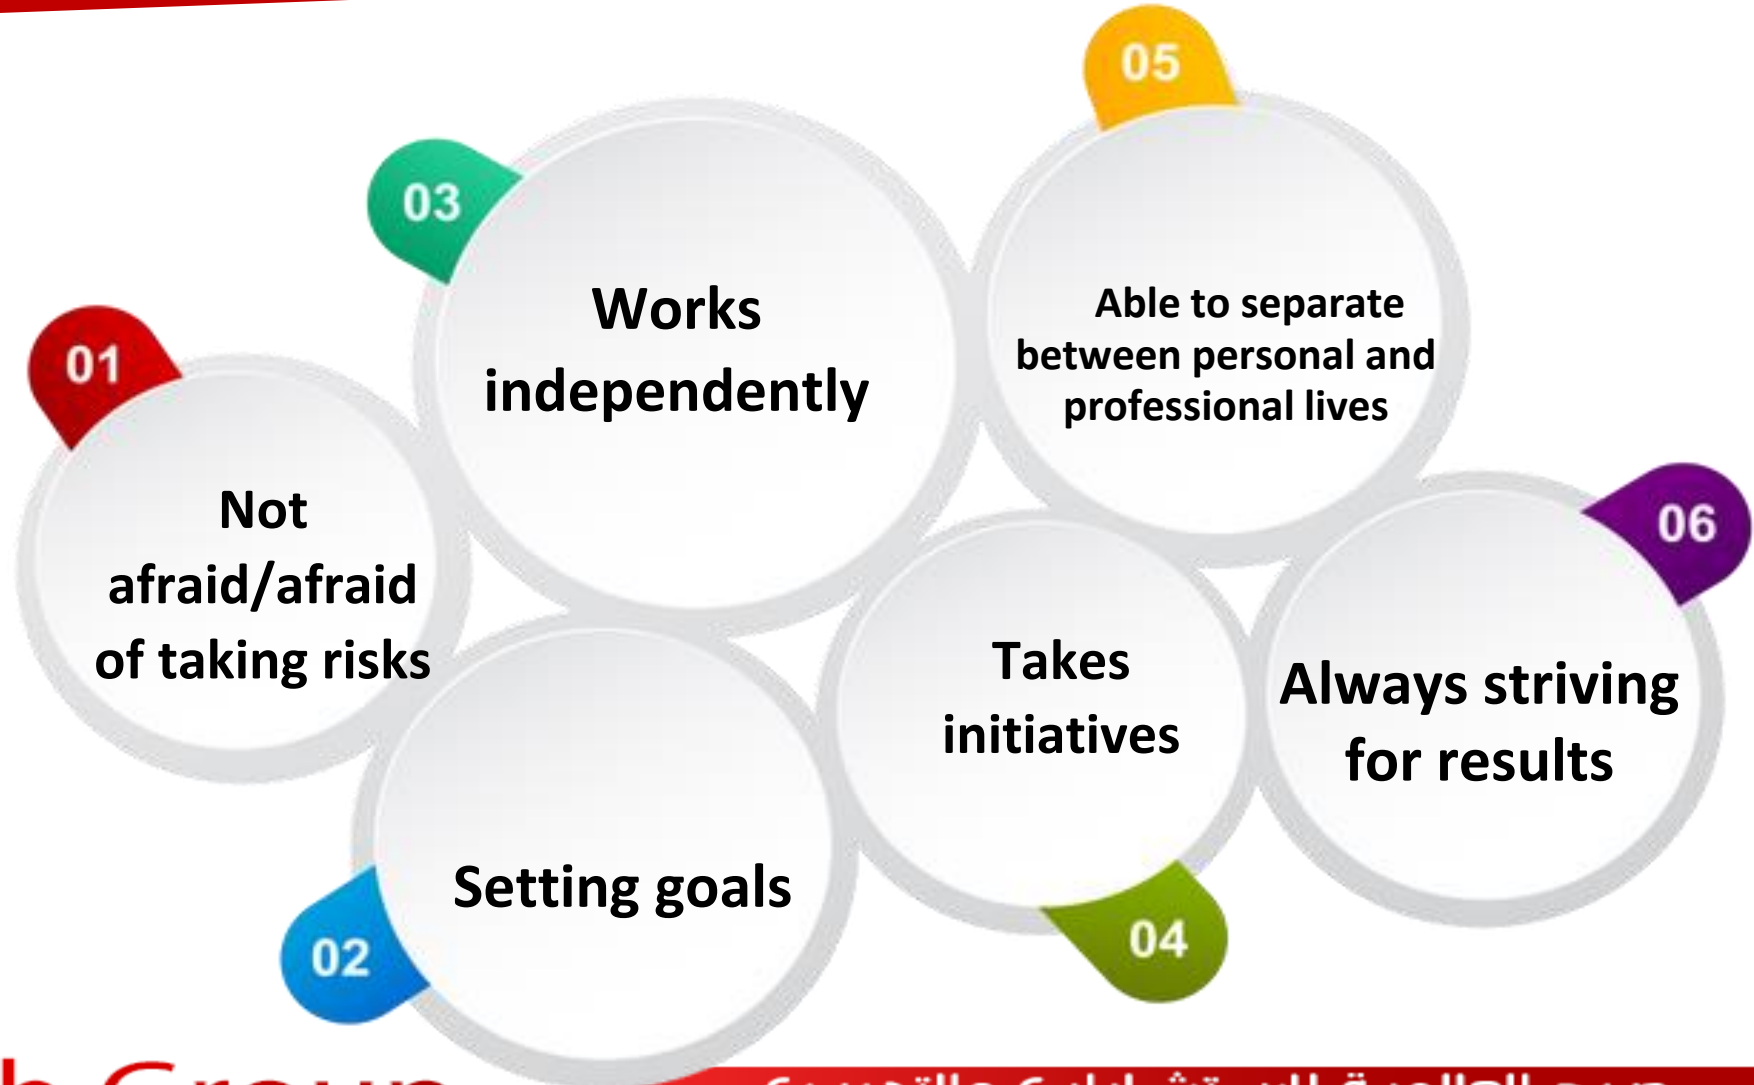 01
Not
afraid/afraid
of taking risks
02
Setting goals
03
Works
independently
04
Takes
initiatives
05
Able to separate
between personal and
professional lives
06
Always striving
for results
Group